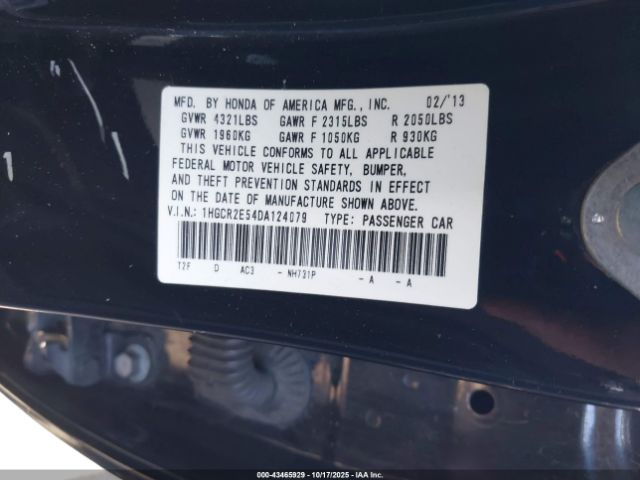 MFD. BY HONDA OF AMERICA MFG., INC. 02/'13
GVWR 4321LBS GAWR F 2315LBS R 2050LBS
GVWR 1960KG GAWR F 1050KG R 930KG
THIS VEHICLE CONFORMS TO ALL APPLICABLE
FEDERAL MOTOR VEHICLE SAFETY, BUMPER,
AND THEFT PREVENTION STANDARDS IN EFFECT
ON THE DATE OF MANUFACTURE SHOWN ABOVE.
V.I.N.: 1HGCR2E54DA124079 TYPE: PASSENGER CAR
T2F D AC3 - NH731P - A - A
000-43465929 | 10/17/2025 | IAAI.com